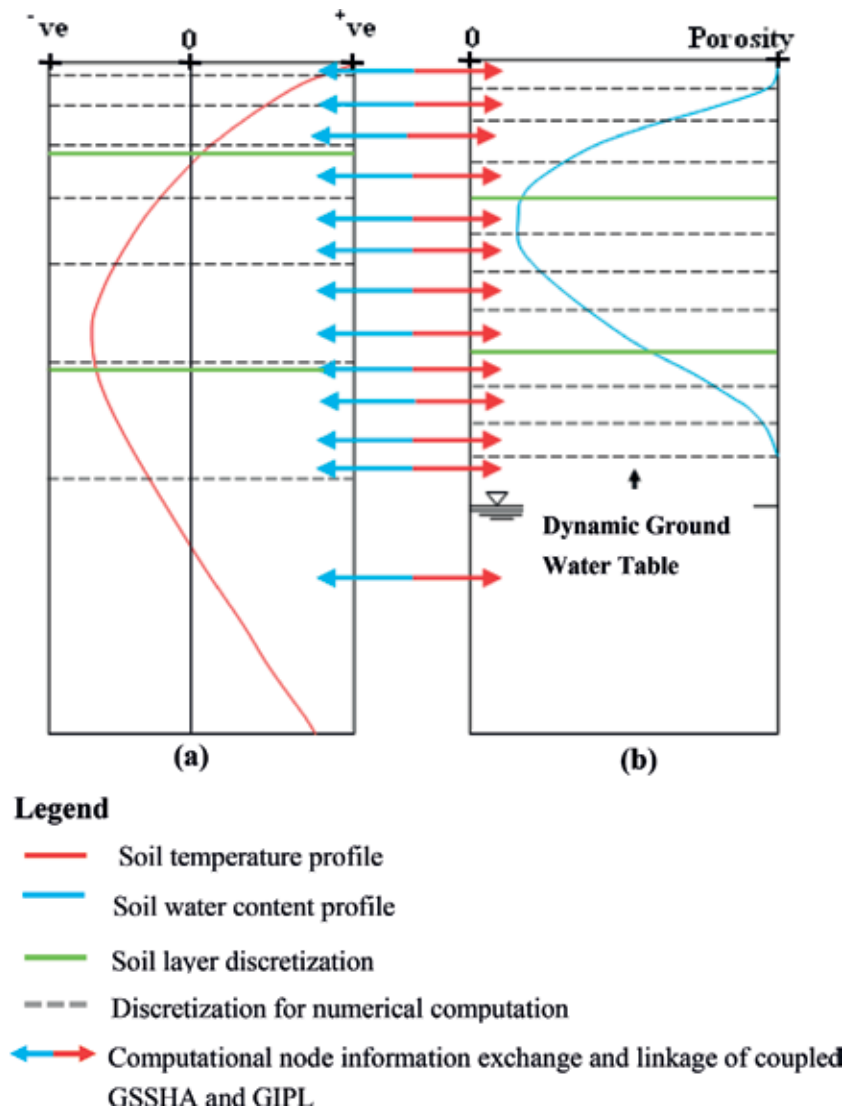 -ve 0 +ve
0 Porosity
Dynamic Ground
Water Table
(a)
(b)
Legend
Soil temperature profile
Soil water content profile
Soil layer discretization
Discretization for numerical computation
Computational node information exchange and linkage of coupled
GSSHA and GIPL